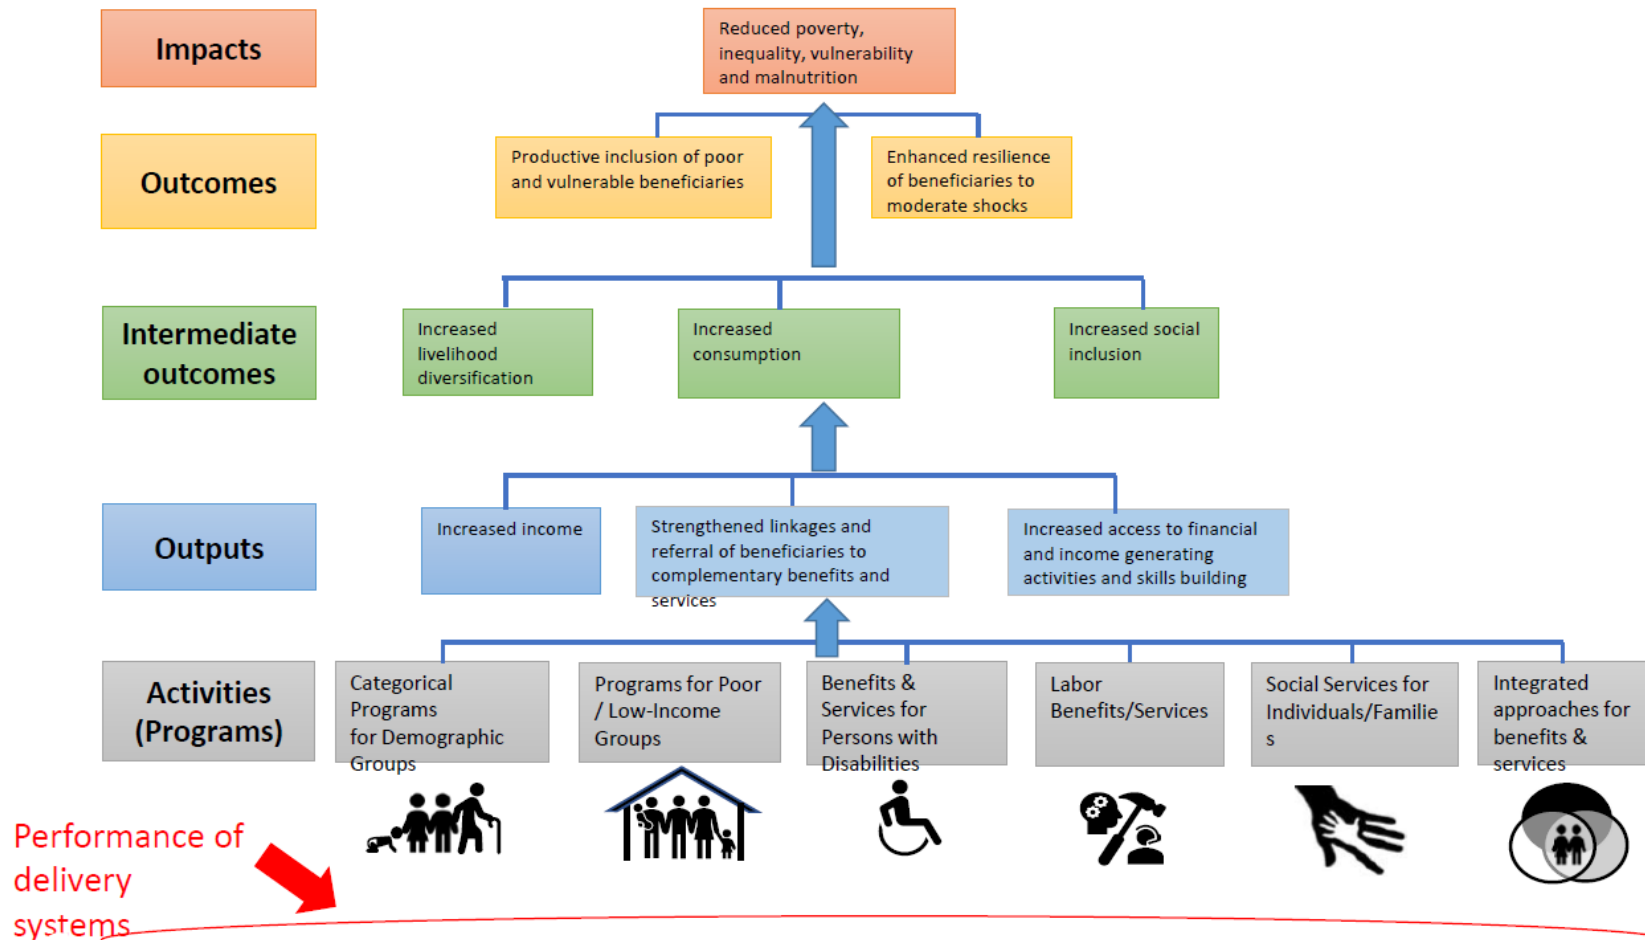 Impacts
Reduced poverty,
inequality, vulnerability
and malnutrition
Outcomes
Productive inclusion of poor
and vulnerable beneficiaries
Enhanced resilience
of beneficiaries to
moderate shocks
Intermediate
outcomes
Increased
livelihood
diversification
Increased
consumption
Increased social
inclusion
Outputs
Increased income
Strengthened linkages and
referral of beneficiaries to
complementary benefits and
services
Increased access to financial
and income generating
activities and skills building
Activities
(Programs)
Categorical
Programs
for Demographic
Groups
Programs for Poor
/ Low-Income
Groups
Benefits &
Services for
Persons with
Disabilities
Labor
Benefits/Services
Social Services for
Individuals/Familie
s
Integrated
approaches for
benefits &
services
Performance of
delivery
systems